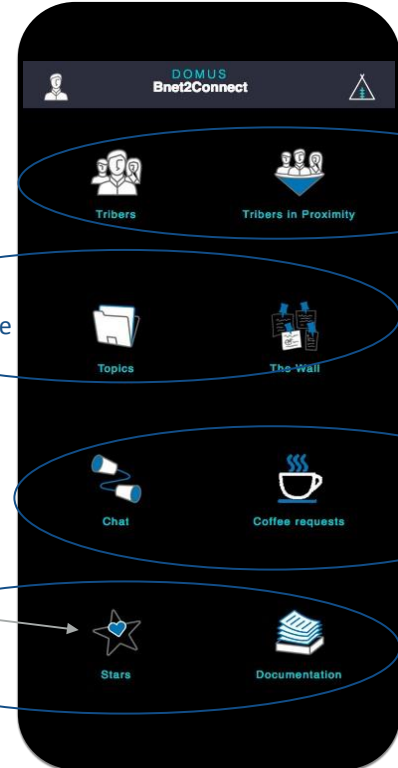 DOMUS
Bnet2Connect
Tribers
Tribers in Proximity
e
Topics
The Wall
Chat
Coffee requests
Stars
Documentation